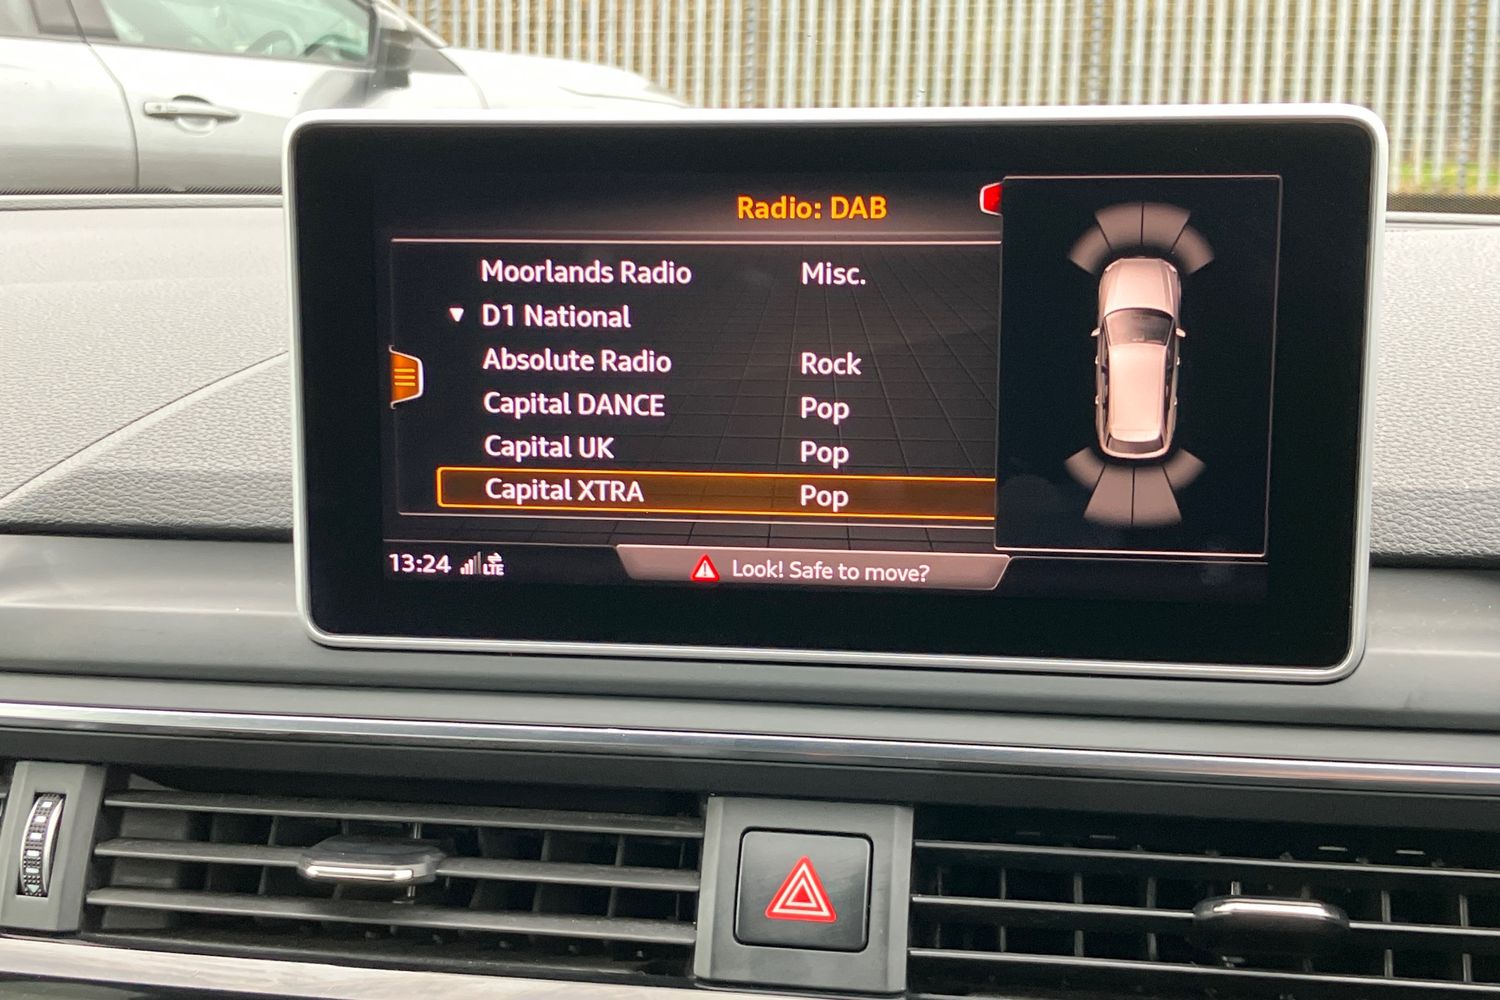 Radio: DAB
Moorlands Radio Misc.
▼ D1 National
Absolute Radio Rock
Capital DANCE Pop
Capital UK Pop
Capital XTRA Pop
13:24 LTE
Look! Safe to move?